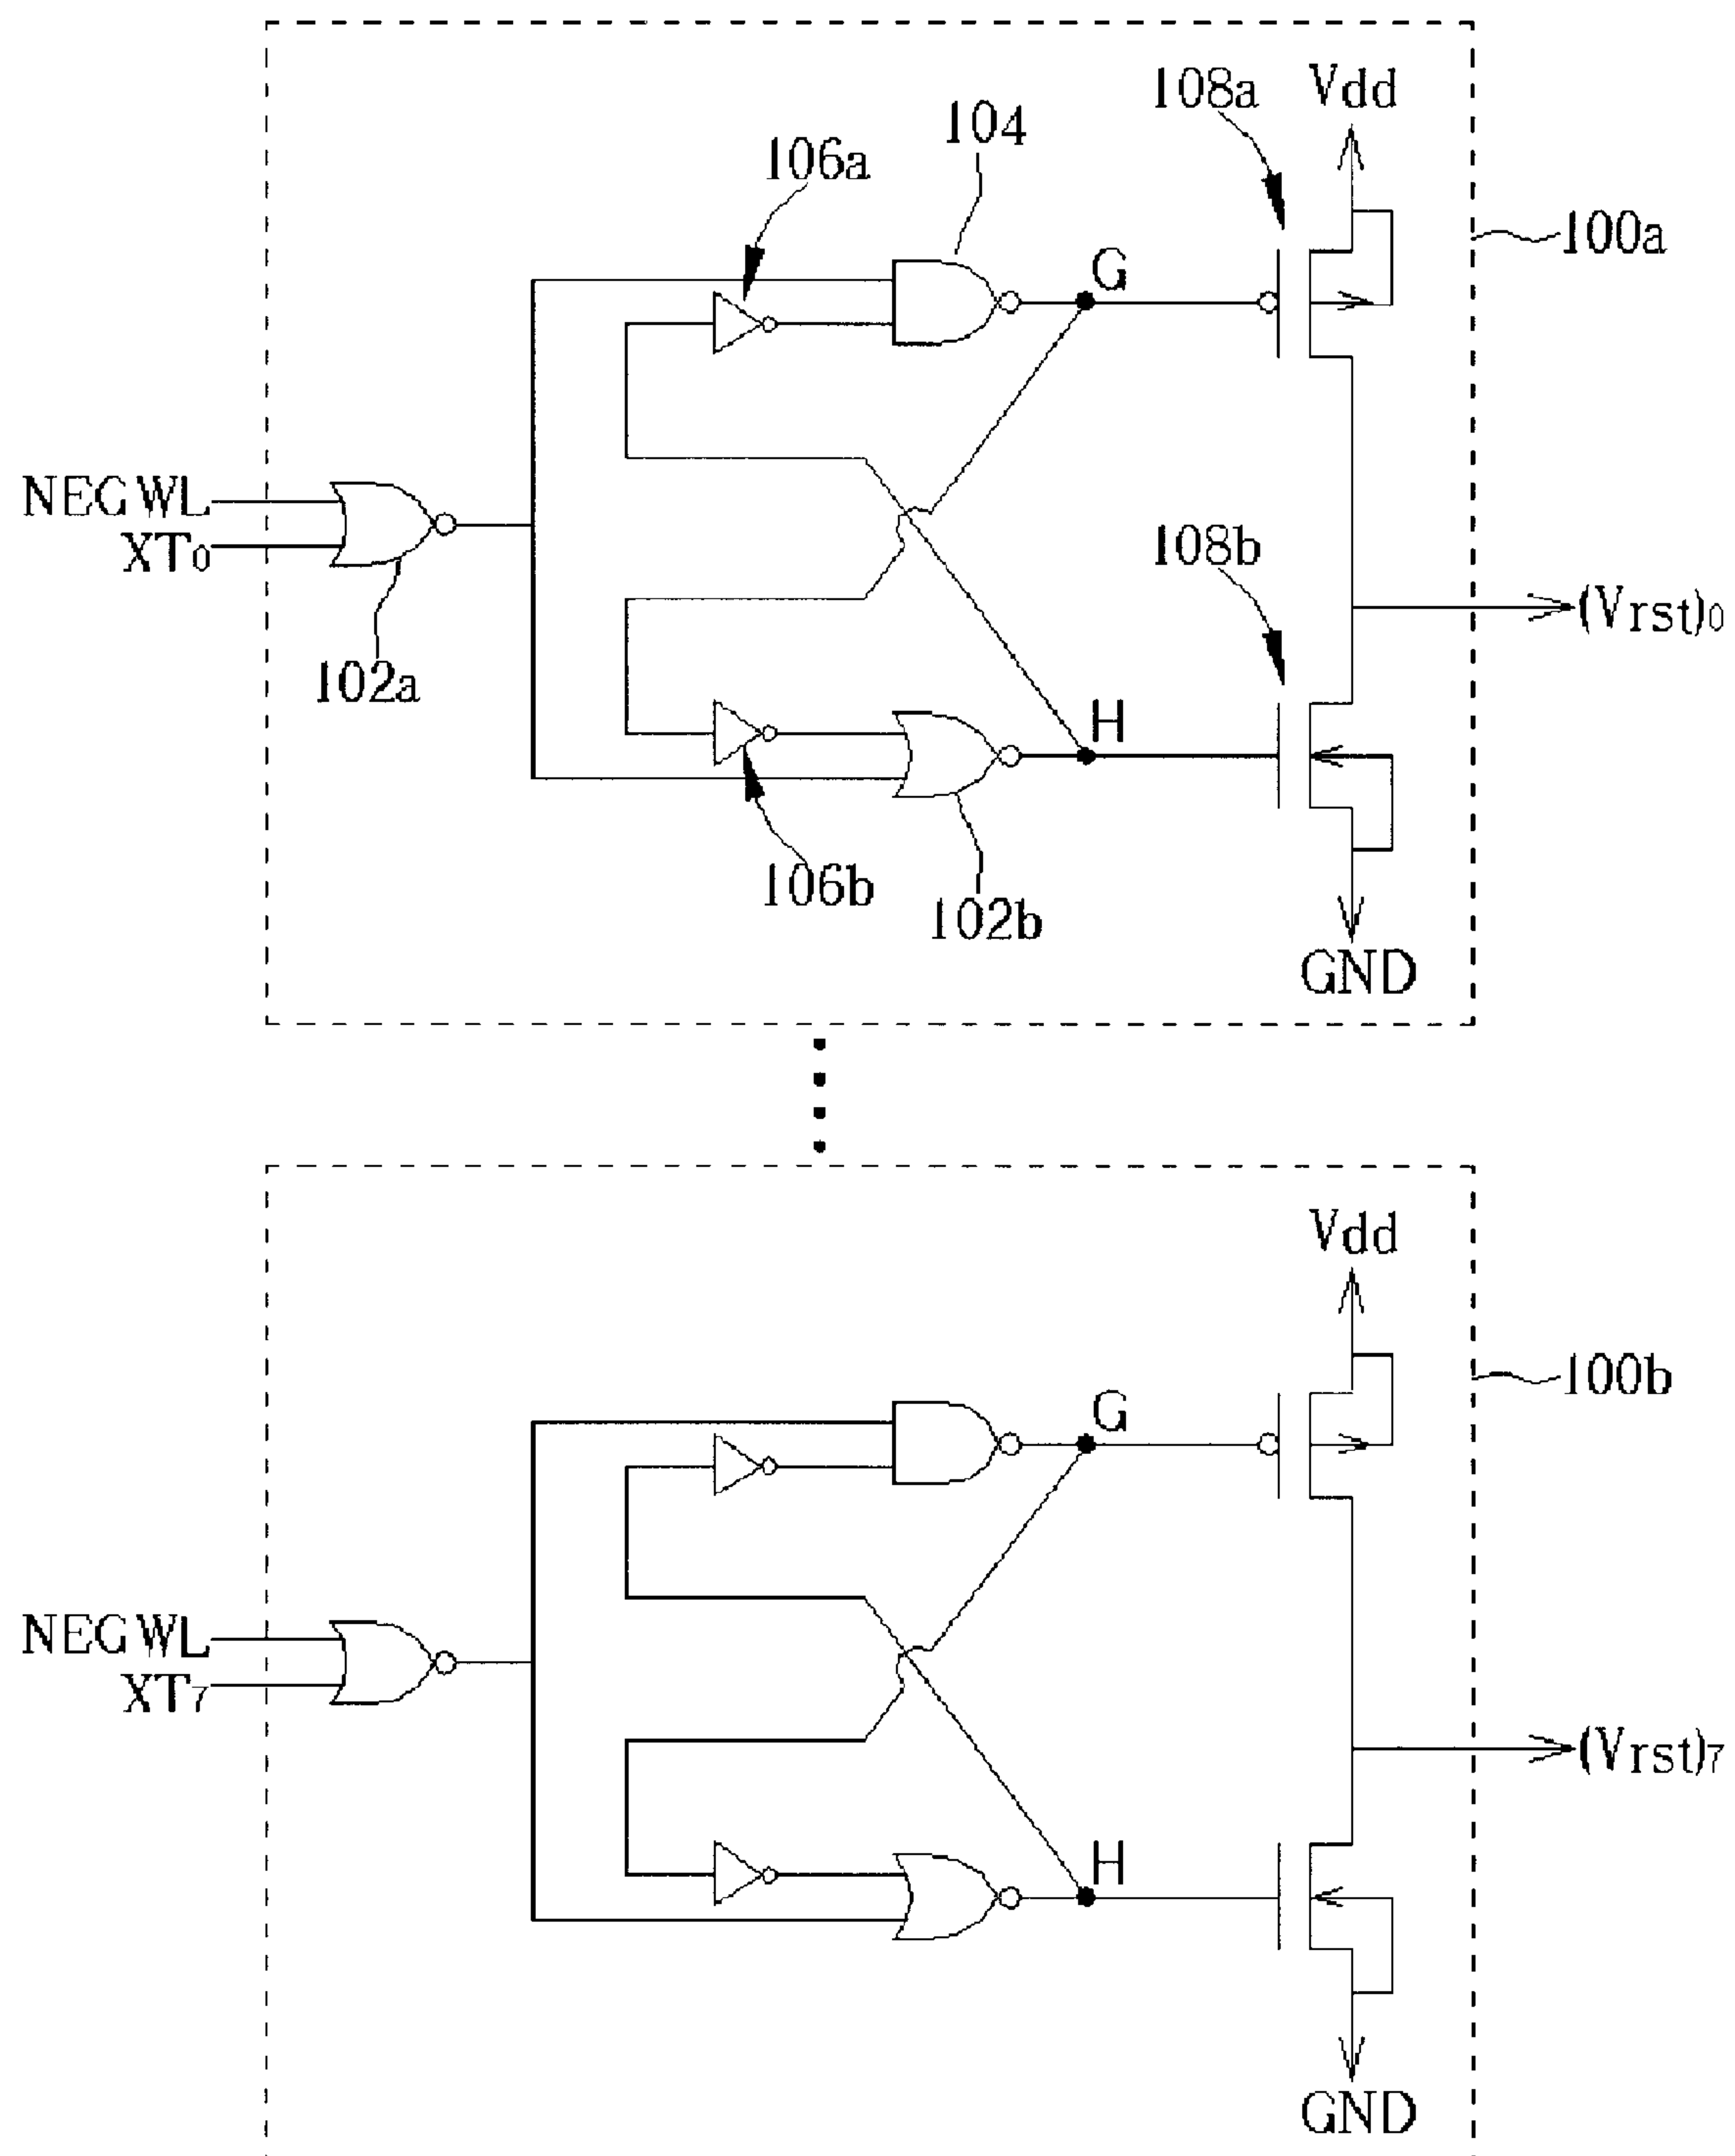 108a
Vdd
104
106a
100a
G
NEGWL
XT0
108b
(Vrst)0
102a
H
106b
102b
GND
Vdd
100b
G
NEGWL
XT7
(Vrst)7
H
GND